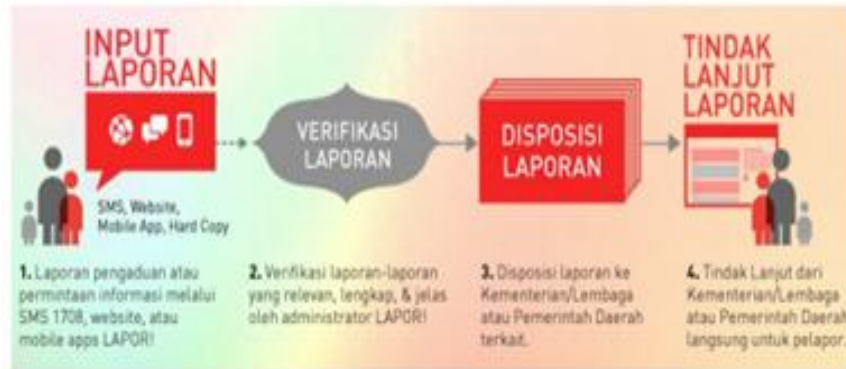 INPUT
LAPORAN
SMS, Website,
Mobile App, Hard Copy
VERIFIKASI
LAPORAN
DISPOSISI
LAPORAN
TINDAK
LANJUT
LAPORAN
1. Laporan pengaduan atau
permintaan informasi melalui
SMS 1708, website, atau
mobile apps LAPOR!
2. Verifikasi laporan-laporan
yang relevan, lengkap, & jelas
oleh administrator LAPOR!
3. Disposisi laporan ke
Kementerian/Lembaga
atau Pemerintah Daerah
terkait.
4. Tindak Lanjut dari
Kementerian/Lembaga
atau Pemerintah Daerah
langsung untuk pelapor.